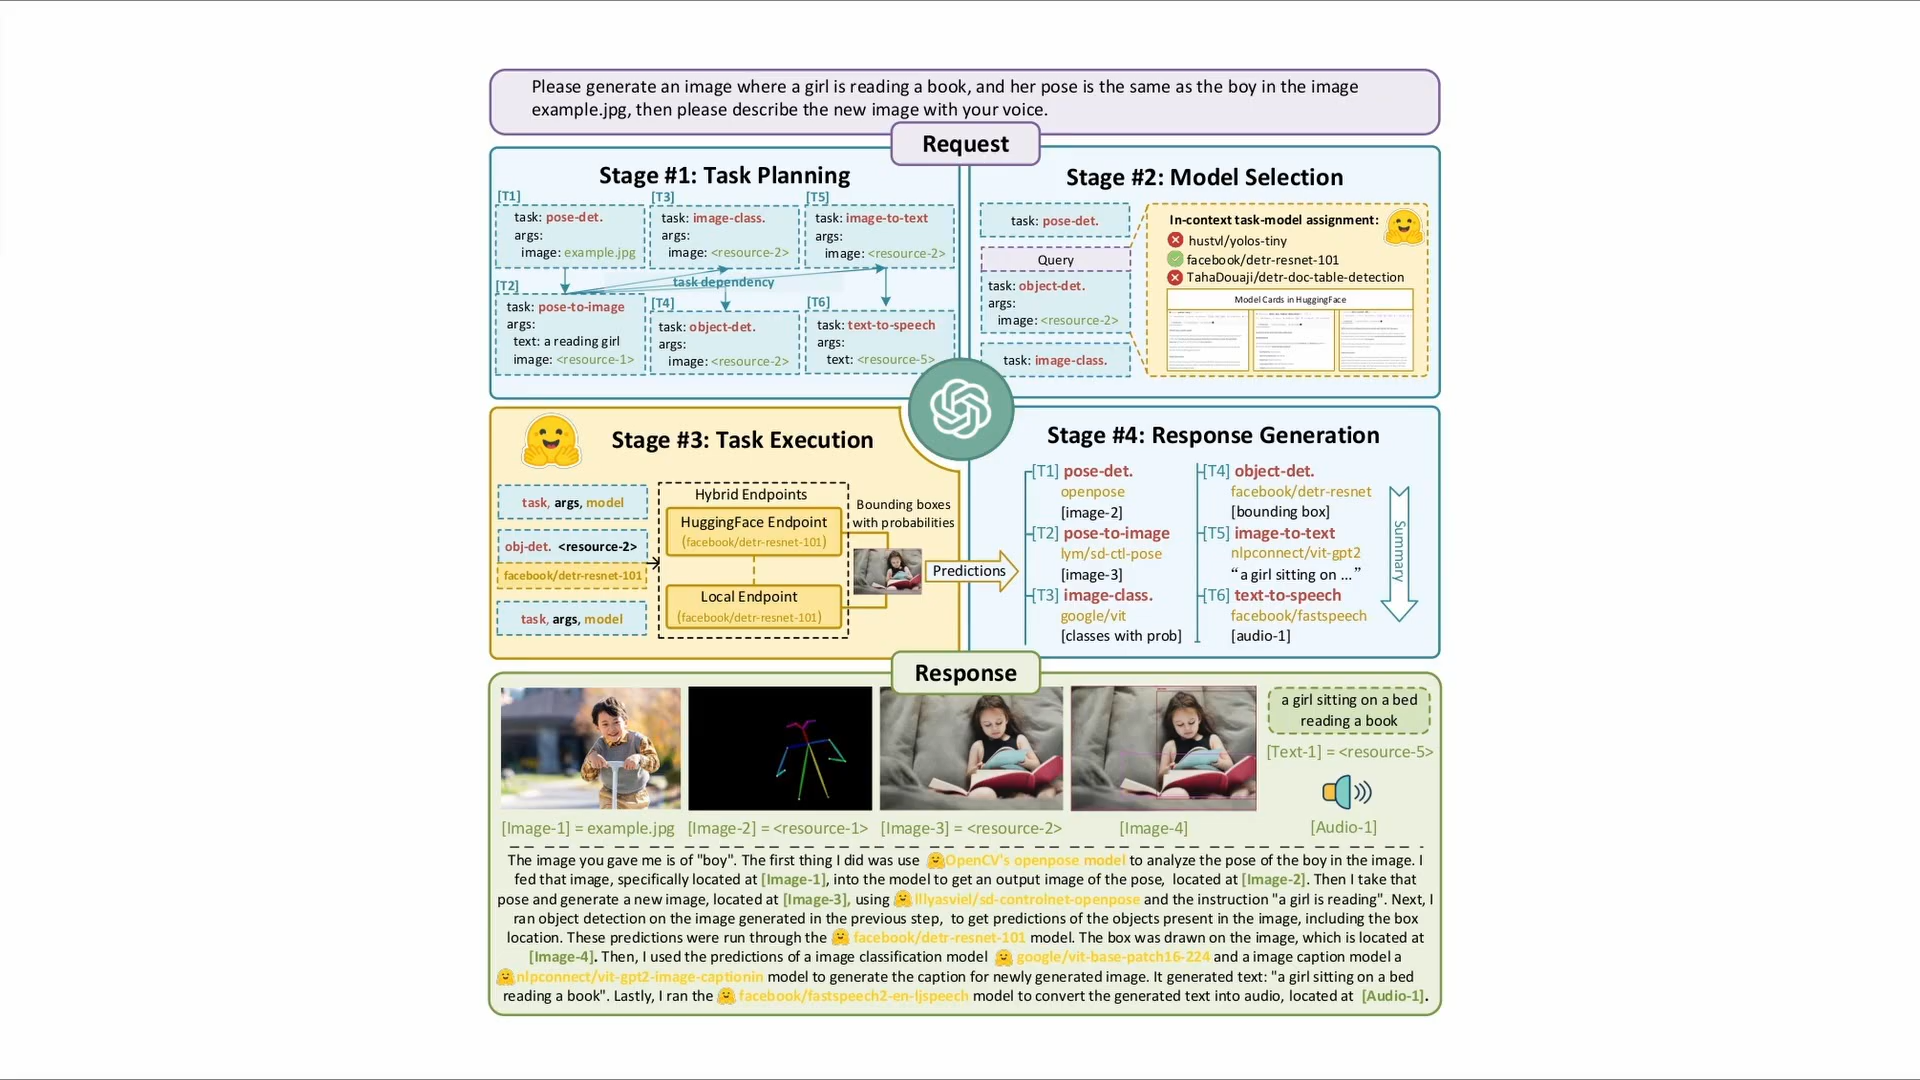 Please generate an image where a girl is reading a book, and her pose is the same as the boy in the image
example.jpg, then please describe the new image with your voice.
Request
Stage #1: Task Planning
[T1]
task: pose-det.
args:
image: example.jpg
[T3]
task: image-class.
args:
image: <resource-2>
[T5]
task: image-to-text
args:
image: <resource-2>
task dependency
[T2]
task: pose-to-image
args:
text: a reading girl
image: <resource-1>
[T4]
task: object-det.
args:
image: <resource-2>
[T6]
task: text-to-speech
args:
text: <resource-5>
Stage #2: Model Selection
task: pose-det.
Query
task: object-det.
args:
image: <resource-2>
task: image-class.
In-context task-model assignment:
hustvl/yolos-tiny
facebook/detr-resnet-101
TahaDouaji/detr-doc-table-detection
Model Cards in HuggingFace
Stage #3: Task Execution
task, args, model
obj-det. <resource-2>
facebook/detr-resnet-101
task, args, model
Hybrid Endpoints
HuggingFace Endpoint
(facebook/detr-resnet-101)
Local Endpoint
(facebook/detr-resnet-101)
Bounding boxes
with probabilities
Predictions
Stage #4: Response Generation
[T1] pose-det.
openpose
[image-2]
[T2] pose-to-image
lym/sd-ctl-pose
[image-3]
[T3] image-class.
google/vit
[classes with prob]
[T4] object-det.
facebook/detr-resnet
[bounding box]
[T5] image-to-text
nlpconnect/vit-gpt2
“a girl sitting on ...”
[T6] text-to-speech
facebook/fastspeech
[audio-1]
Summary
Response
a girl sitting on a bed
reading a book
[Text-1] = <resource-5>
[Image-1] = example.jpg
[Image-2] = <resource-1>
[Image-3] = <resource-2>
[Image-4]
[Audio-1]
The image you gave me is of "boy". The first thing I did was use OpenCV's openpose model to analyze the pose of the boy in the image. I
fed that image, specifically located at [Image-1], into the model to get an output image of the pose, located at [Image-2]. Then I take that
pose and generate a new image, located at [Image-3], using lllyasviel/sd-controlnet-openpose and the instruction "a girl is reading". Next, I
ran object detection on the image generated in the previous step, to get predictions of the objects present in the image, including the box
location. These predictions were run through the facebook/detr-resnet-101 model. The box was drawn on the image, which is located at
[Image-4]. Then, I used the predictions of a image classification model google/vit-base-patch16-224 and a image caption model a
nlpconnect/vit-gpt2-image-captionin model to generate the caption for newly generated image. It generated text: "a girl sitting on a bed
reading a book". Lastly, I ran the facebook/fastspeech2-en-ljspeech model to convert the generated text into audio, located at [Audio-1].